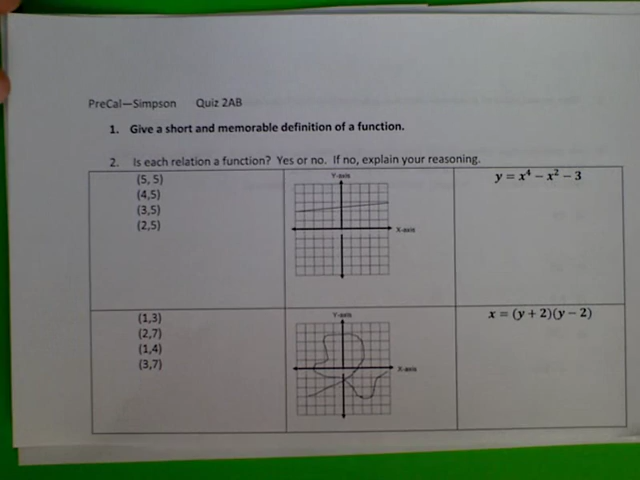 PreCal—Simpson Quiz 2AB
1. Give a short and memorable definition of a function.
2. Is each relation a function? Yes or no. If no, explain your reasoning.
(5, 5)
(4,5)
(3,5)
(2,5)
Y-axis
X-axis
y = x⁴ – x² – 3
(1,3)
(2,7)
(1,4)
(3,7)
Y-axis
X-axis
x = (y + 2)(y – 2)